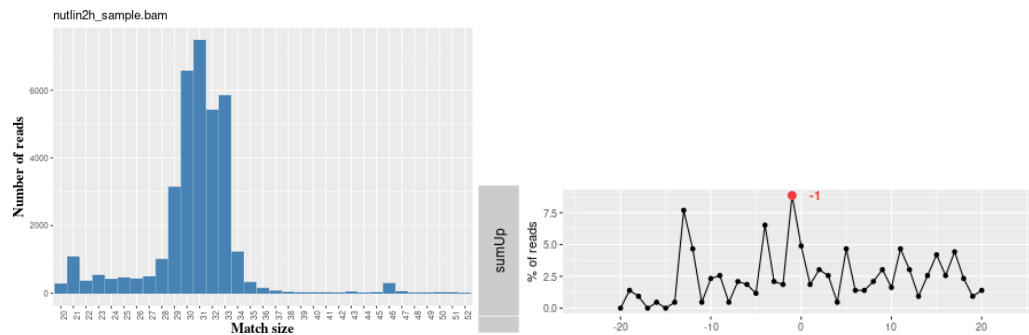 nutlin2h_sample.bam
Number of reads
6000
4000
2000
0
20 21 22 23 24 25 26 27 28 29 30 31 32 33 34 35 36 37 38 39 40 41 42 43 44 45 46 47 48 49 50 51 52
Match size
sumUp
% of reads
7.5
5.0
2.5
0.0
-1
-20 -10 0 10 20